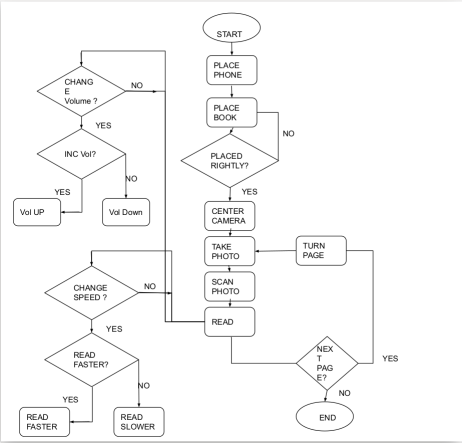 START
PLACE
PHONE
PLACE
BOOK
NO
PLACED
RIGHTLY?
YES
CENTER
CAMERA
TAKE
PHOTO
TURN
PAGE
SCAN
PHOTO
READ
NEX
T
PAG
E?
YES
NO
END
CHANG
E
Volume ?
NO
YES
INC Vol?
YES
NO
Vol UP
Vol Down
CHANGE
SPEED ?
NO
YES
READ
FASTER?
YES
NO
READ
FASTER
READ
SLOWER